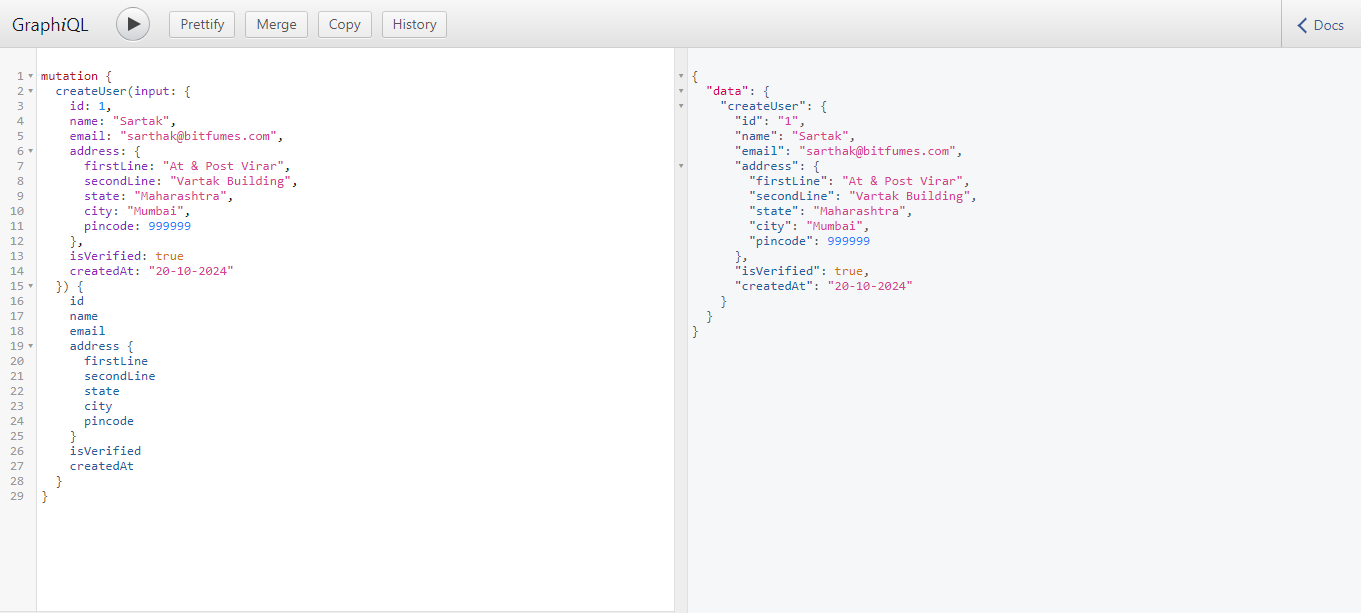 GraphiQL Prettify Merge Copy History Docs
1 mutation {
2 createUser(input: {
3 id: 1,
4 name: "Sartak",
5 email: "sarthak@bitfumes.com",
6 address: {
7 firstLine: "At & Post Virar",
8 secondLine: "Vartak Building",
9 state: "Maharashtra",
10 city: "Mumbai",
11 pincode: 999999
12 },
13 isVerified: true
14 createdAt: "20-10-2024"
15 }) {
16 id
17 name
18 email
19 address {
20 firstLine
21 secondLine
22 state
23 city
24 pincode
25 }
26 isVerified
27 createdAt
28 }
29 }
{
"data": {
"createUser": {
"id": "1",
"name": "Sartak",
"email": "sarthak@bitfumes.com",
"address": {
"firstLine": "At & Post Virar",
"secondLine": "Vartak Building",
"state": "Maharashtra",
"city": "Mumbai",
"pincode": 999999
},
"isVerified": true,
"createdAt": "20-10-2024"
}
}
}